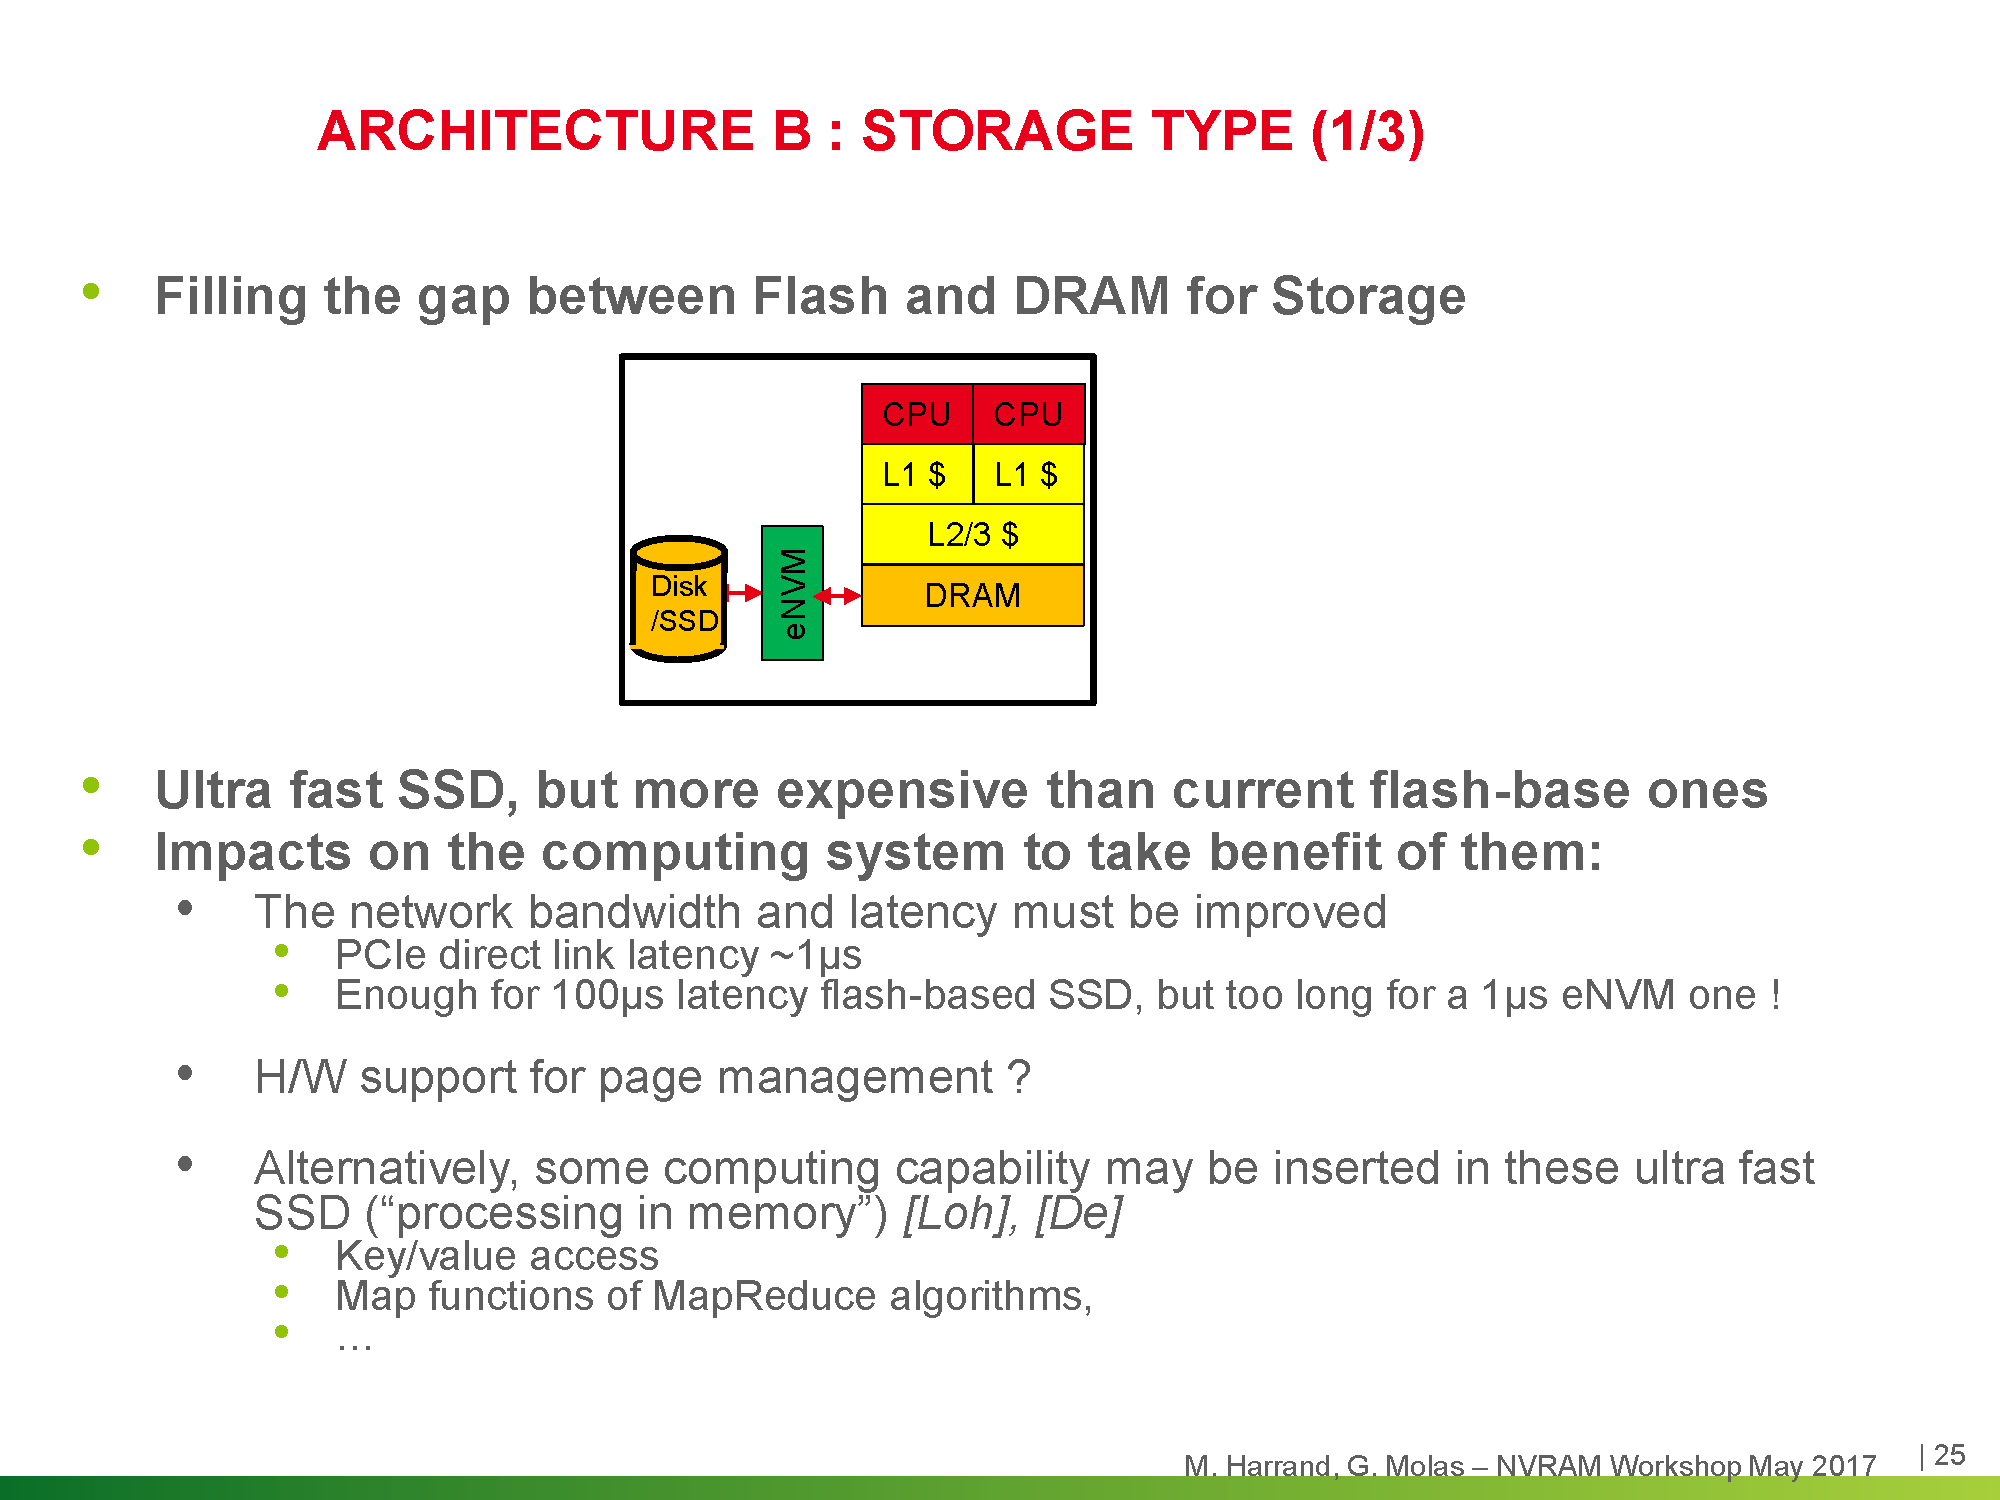 ARCHITECTURE B : STORAGE TYPE (1/3)
• Filling the gap between Flash and DRAM for Storage
CPU CPU
L1 $ L1 $
L2/3 $
DRAM
eNVM
Disk
/SSD
• Ultra fast SSD, but more expensive than current flash-base ones
• Impacts on the computing system to take benefit of them:
• The network bandwidth and latency must be improved
• PCIe direct link latency ~1µs
• Enough for 100µs latency flash-based SSD, but too long for a 1µs eNVM one !
• H/W support for page management ?
• Alternatively, some computing capability may be inserted in these ultra fast
SSD (“processing in memory”) [Loh], [De]
• Key/value access
• Map functions of MapReduce algorithms,
• …
M. Harrand, G. Molas – NVRAM Workshop May 2017
| 25